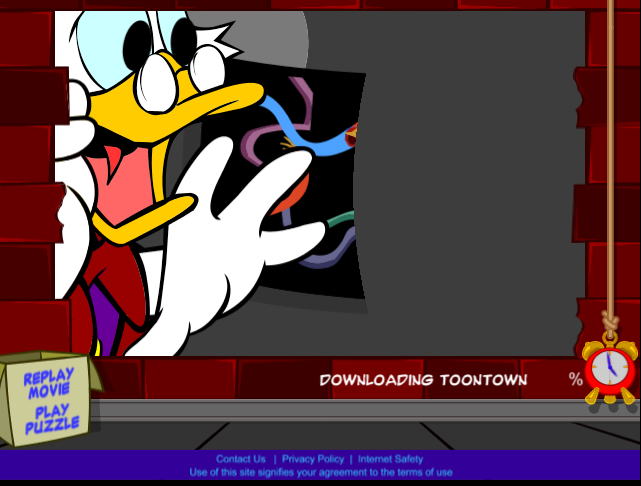 DOWNLOADING TOONTOWN %
REPLAY
MOVIE
PLAY
PUZZLE
Contact Us | Privacy Policy | Internet Safety
Use of this site signifies your agreement to the terms of use